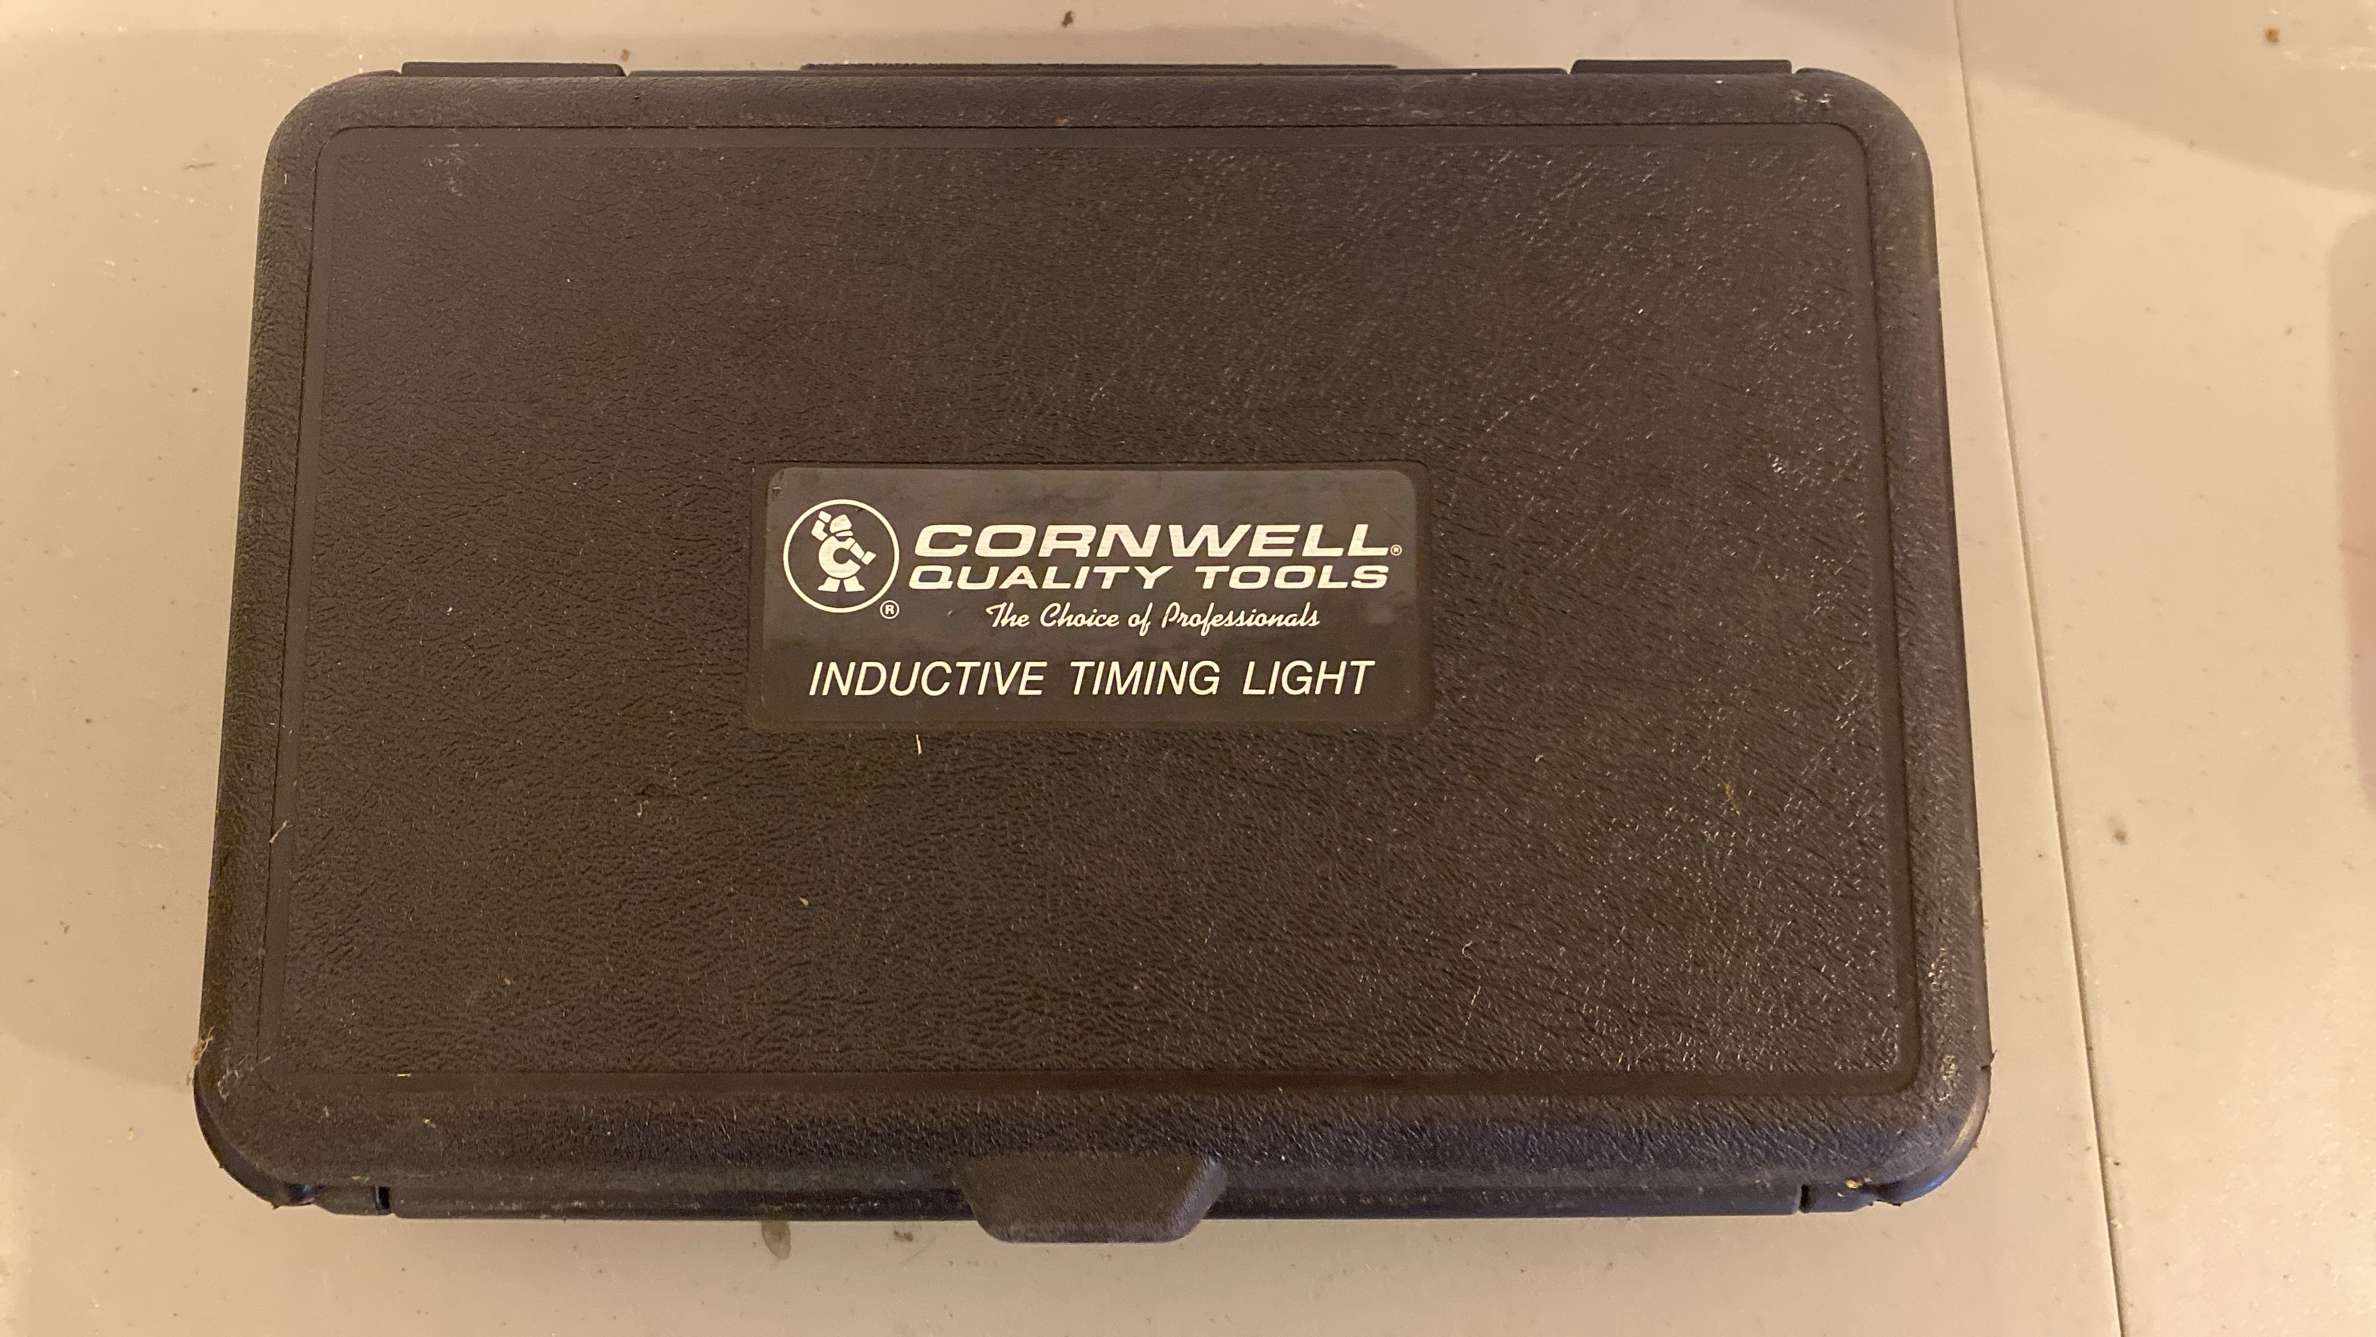 C
CORNWELL®
QUALITY TOOLS
®
The Choice of Professionals
INDUCTIVE TIMING LIGHT